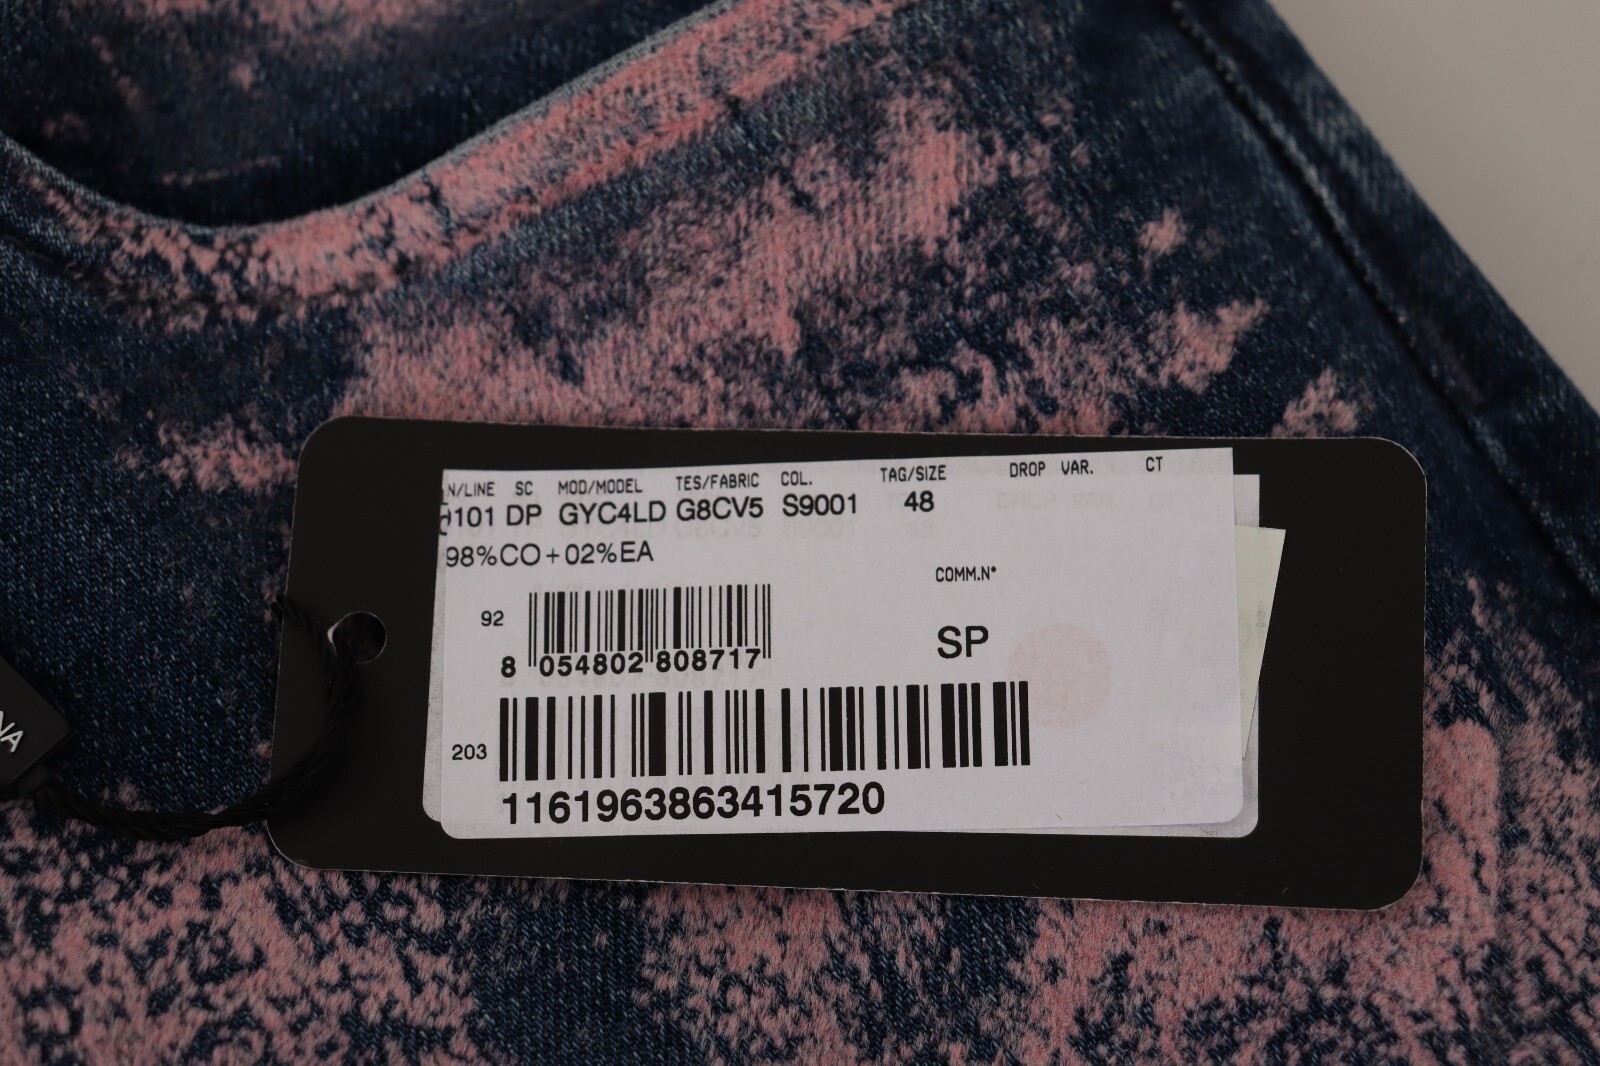 N/LINE SC MOD/MODEL TES/FABRIC COL. TAG/SIZE DROP VAR. CT
101 DP GYC4LD G8CV5 S9001 48
98%CO+02%EA
COMM.N°
92
SP
8 054802 808717
203
1161963863415720
NA